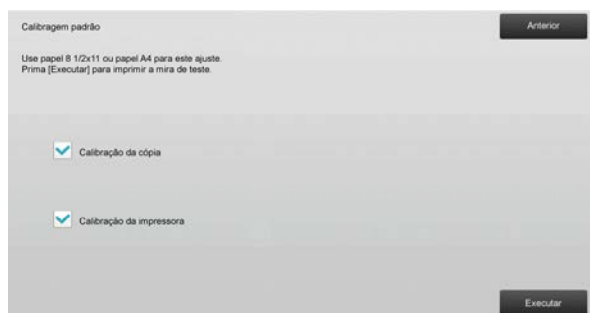 Calibragem padrão
Anterior
Use papel 8 1/2x11 ou papel A4 para este ajuste.
Prima [Executar] para imprimir a mira de teste.
Calibração da cópia
Calibração da impressora
Executar